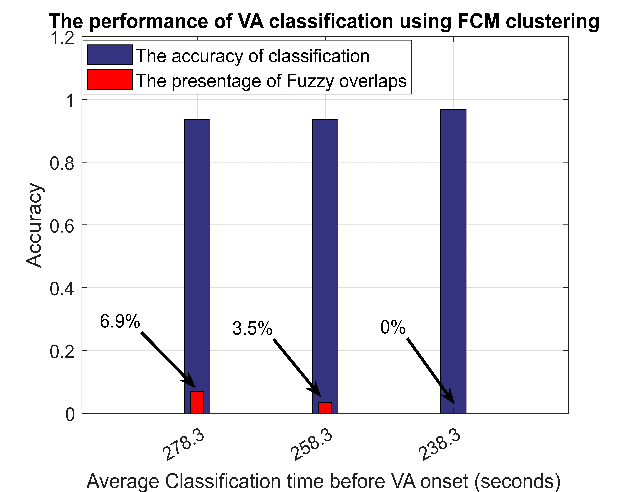 The performance of VA classification using FCM clustering
1.2
The accuracy of classification
The presentage of Fuzzy overlaps
1
0.8
0.6
0.4
0.2
0
Accuracy
6.9%
3.5%
0%
278.3
258.3
238.3
Average Classification time before VA onset (seconds)